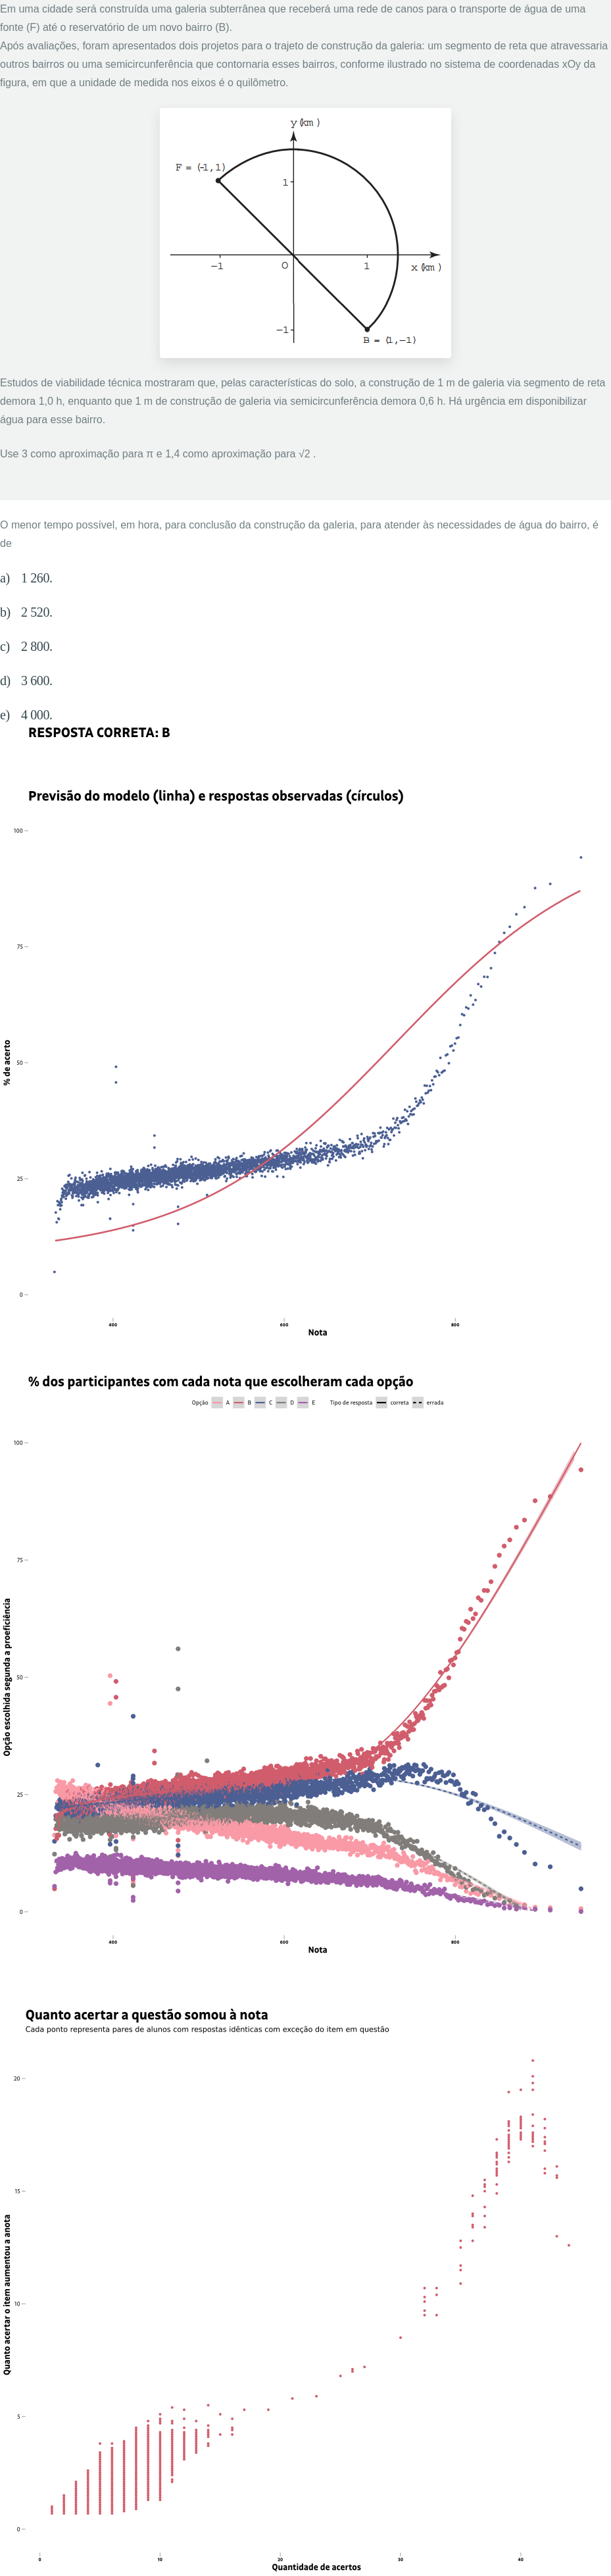 Em uma cidade será construída uma galeria subterrânea que receberá uma rede de canos para o transporte de água de uma
fonte (F) até o reservatório de um novo bairro (B).
Após avaliações, foram apresentados dois projetos para o trajeto de construção da galeria: um segmento de reta que atravessaria
outros bairros ou uma semicircunferência que contornaria esses bairros, conforme ilustrado no sistema de coordenadas xOy da
figura, em que a unidade de medida nos eixos é o quilômetro.
y (km)
F = (-1, 1)
1
-1
O
1
x (km)
-1
B = (1, -1)
Estudos de viabilidade técnica mostraram que, pelas características do solo, a construção de 1 m de galeria via segmento de reta
demora 1,0 h, enquanto que 1 m de construção de galeria via semicircunferência demora 0,6 h. Há urgência em disponibilizar
água para esse bairro.
Use 3 como aproximação para π e 1,4 como aproximação para √2 .
O menor tempo possível, em hora, para conclusão da construção da galeria, para atender às necessidades de água do bairro, é
de
a) 1 260.
b) 2 520.
c) 2 800.
d) 3 600.
e) 4 000.
RESPOSTA CORRETA: B
Previsão do modelo (linha) e respostas observadas (círculos)
100
75
50
25
0
% de acerto
400
600
800
Nota
% dos participantes com cada nota que escolheram cada opção
Opção A B C D E Tipo de resposta correta errada
100
75
50
25
0
Opção escolhida segunda a proeficiência
400
600
800
Nota
Quanto acertar a questão somou à nota
Cada ponto representa pares de alunos com respostas idênticas com exceção do item em questão
20
15
10
5
0
Quanto acertar o item aumentou a anota
0
10
20
30
40
Quantidade de acertos